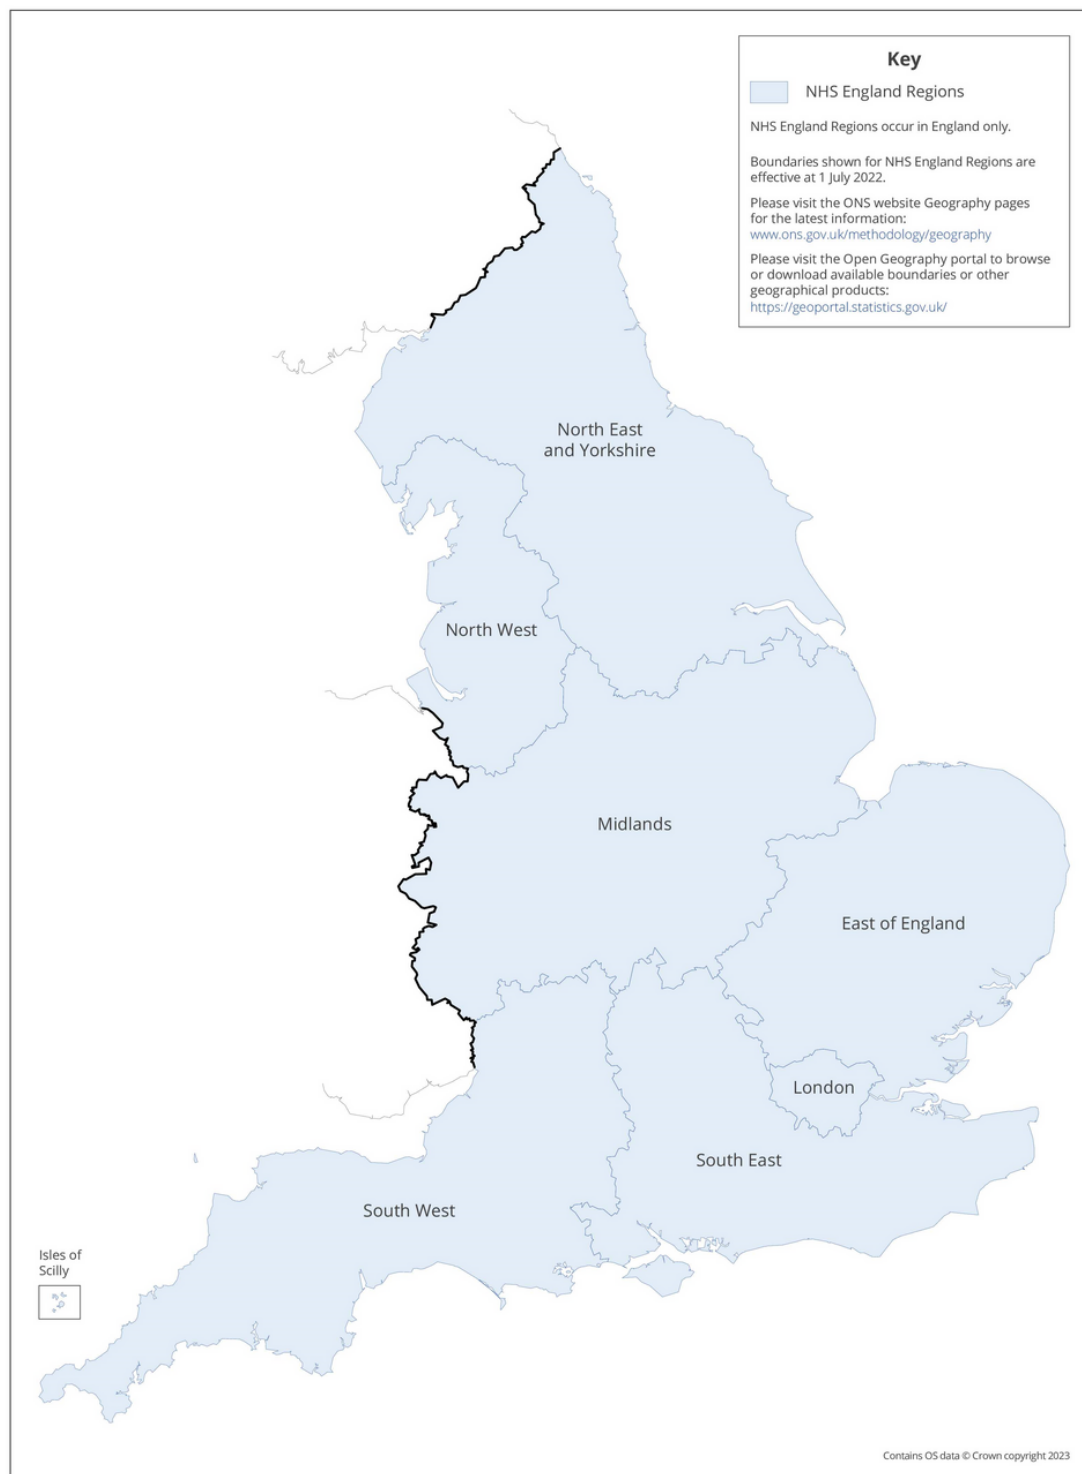 Key
NHS England Regions
NHS England Regions occur in England only.
Boundaries shown for NHS England Regions are
effective at 1 July 2022.
Please visit the ONS website Geography pages
for the latest information:
www.ons.gov.uk/methodology/geography
Please visit the Open Geography portal to browse
or download available boundaries or other
geographical products:
https://geoportal.statistics.gov.uk/
North East
and Yorkshire
North West
Midlands
East of England
London
South East
South West
Isles of
Scilly
Contains OS data © Crown copyright 2023